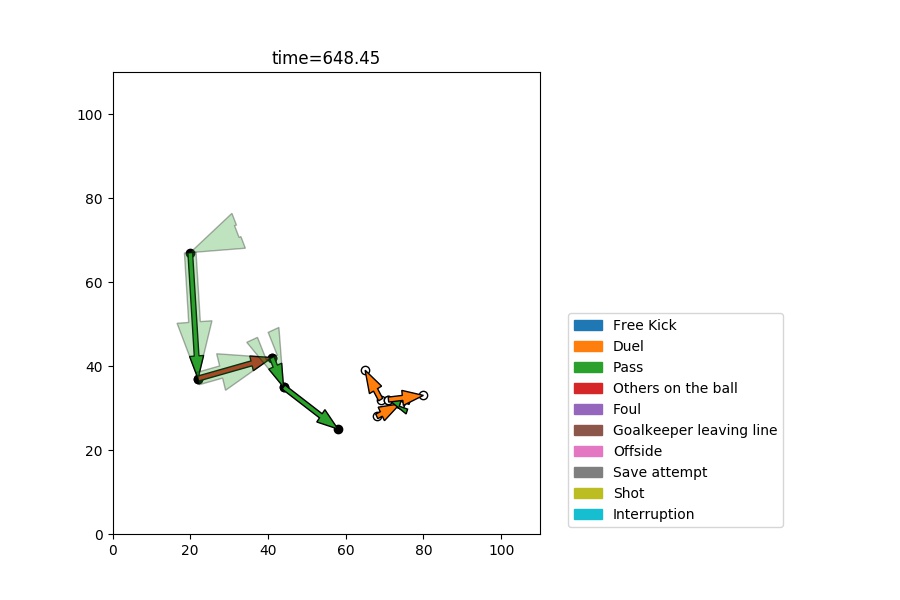 time=648.45
100
80
60
40
20
0
0 20 40 60 80 100
Free Kick
Duel
Pass
Others on the ball
Foul
Goalkeeper leaving line
Offside
Save attempt
Shot
Interruption